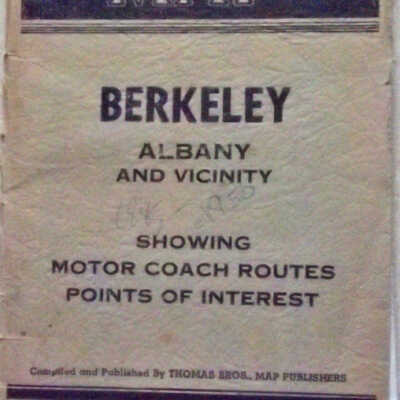 BERKELEY
ALBANY
AND VICINITY
1950
SHOWING
MOTOR COACH ROUTES
POINTS OF INTEREST
Compiled and Published By THOMAS BROS., MAP PUBLISHERS